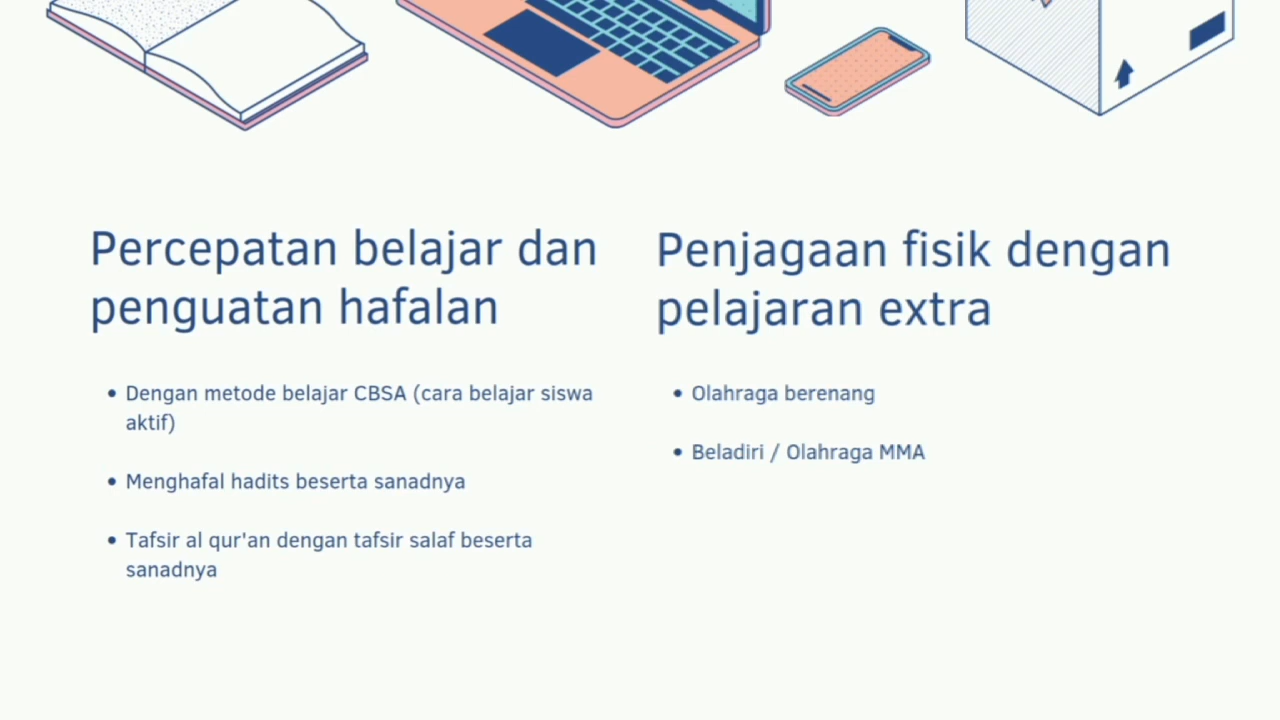 Percepatan belajar dan
penguatan hafalan
Dengan metode belajar CBSA (cara belajar siswa
aktif)
Menghafal hadits beserta sanadnya
Tafsir al qur'an dengan tafsir salaf beserta
sanadnya
Penjagaan fisik dengan
pelajaran extra
Olahraga berenang
Beladiri / Olahraga MMA